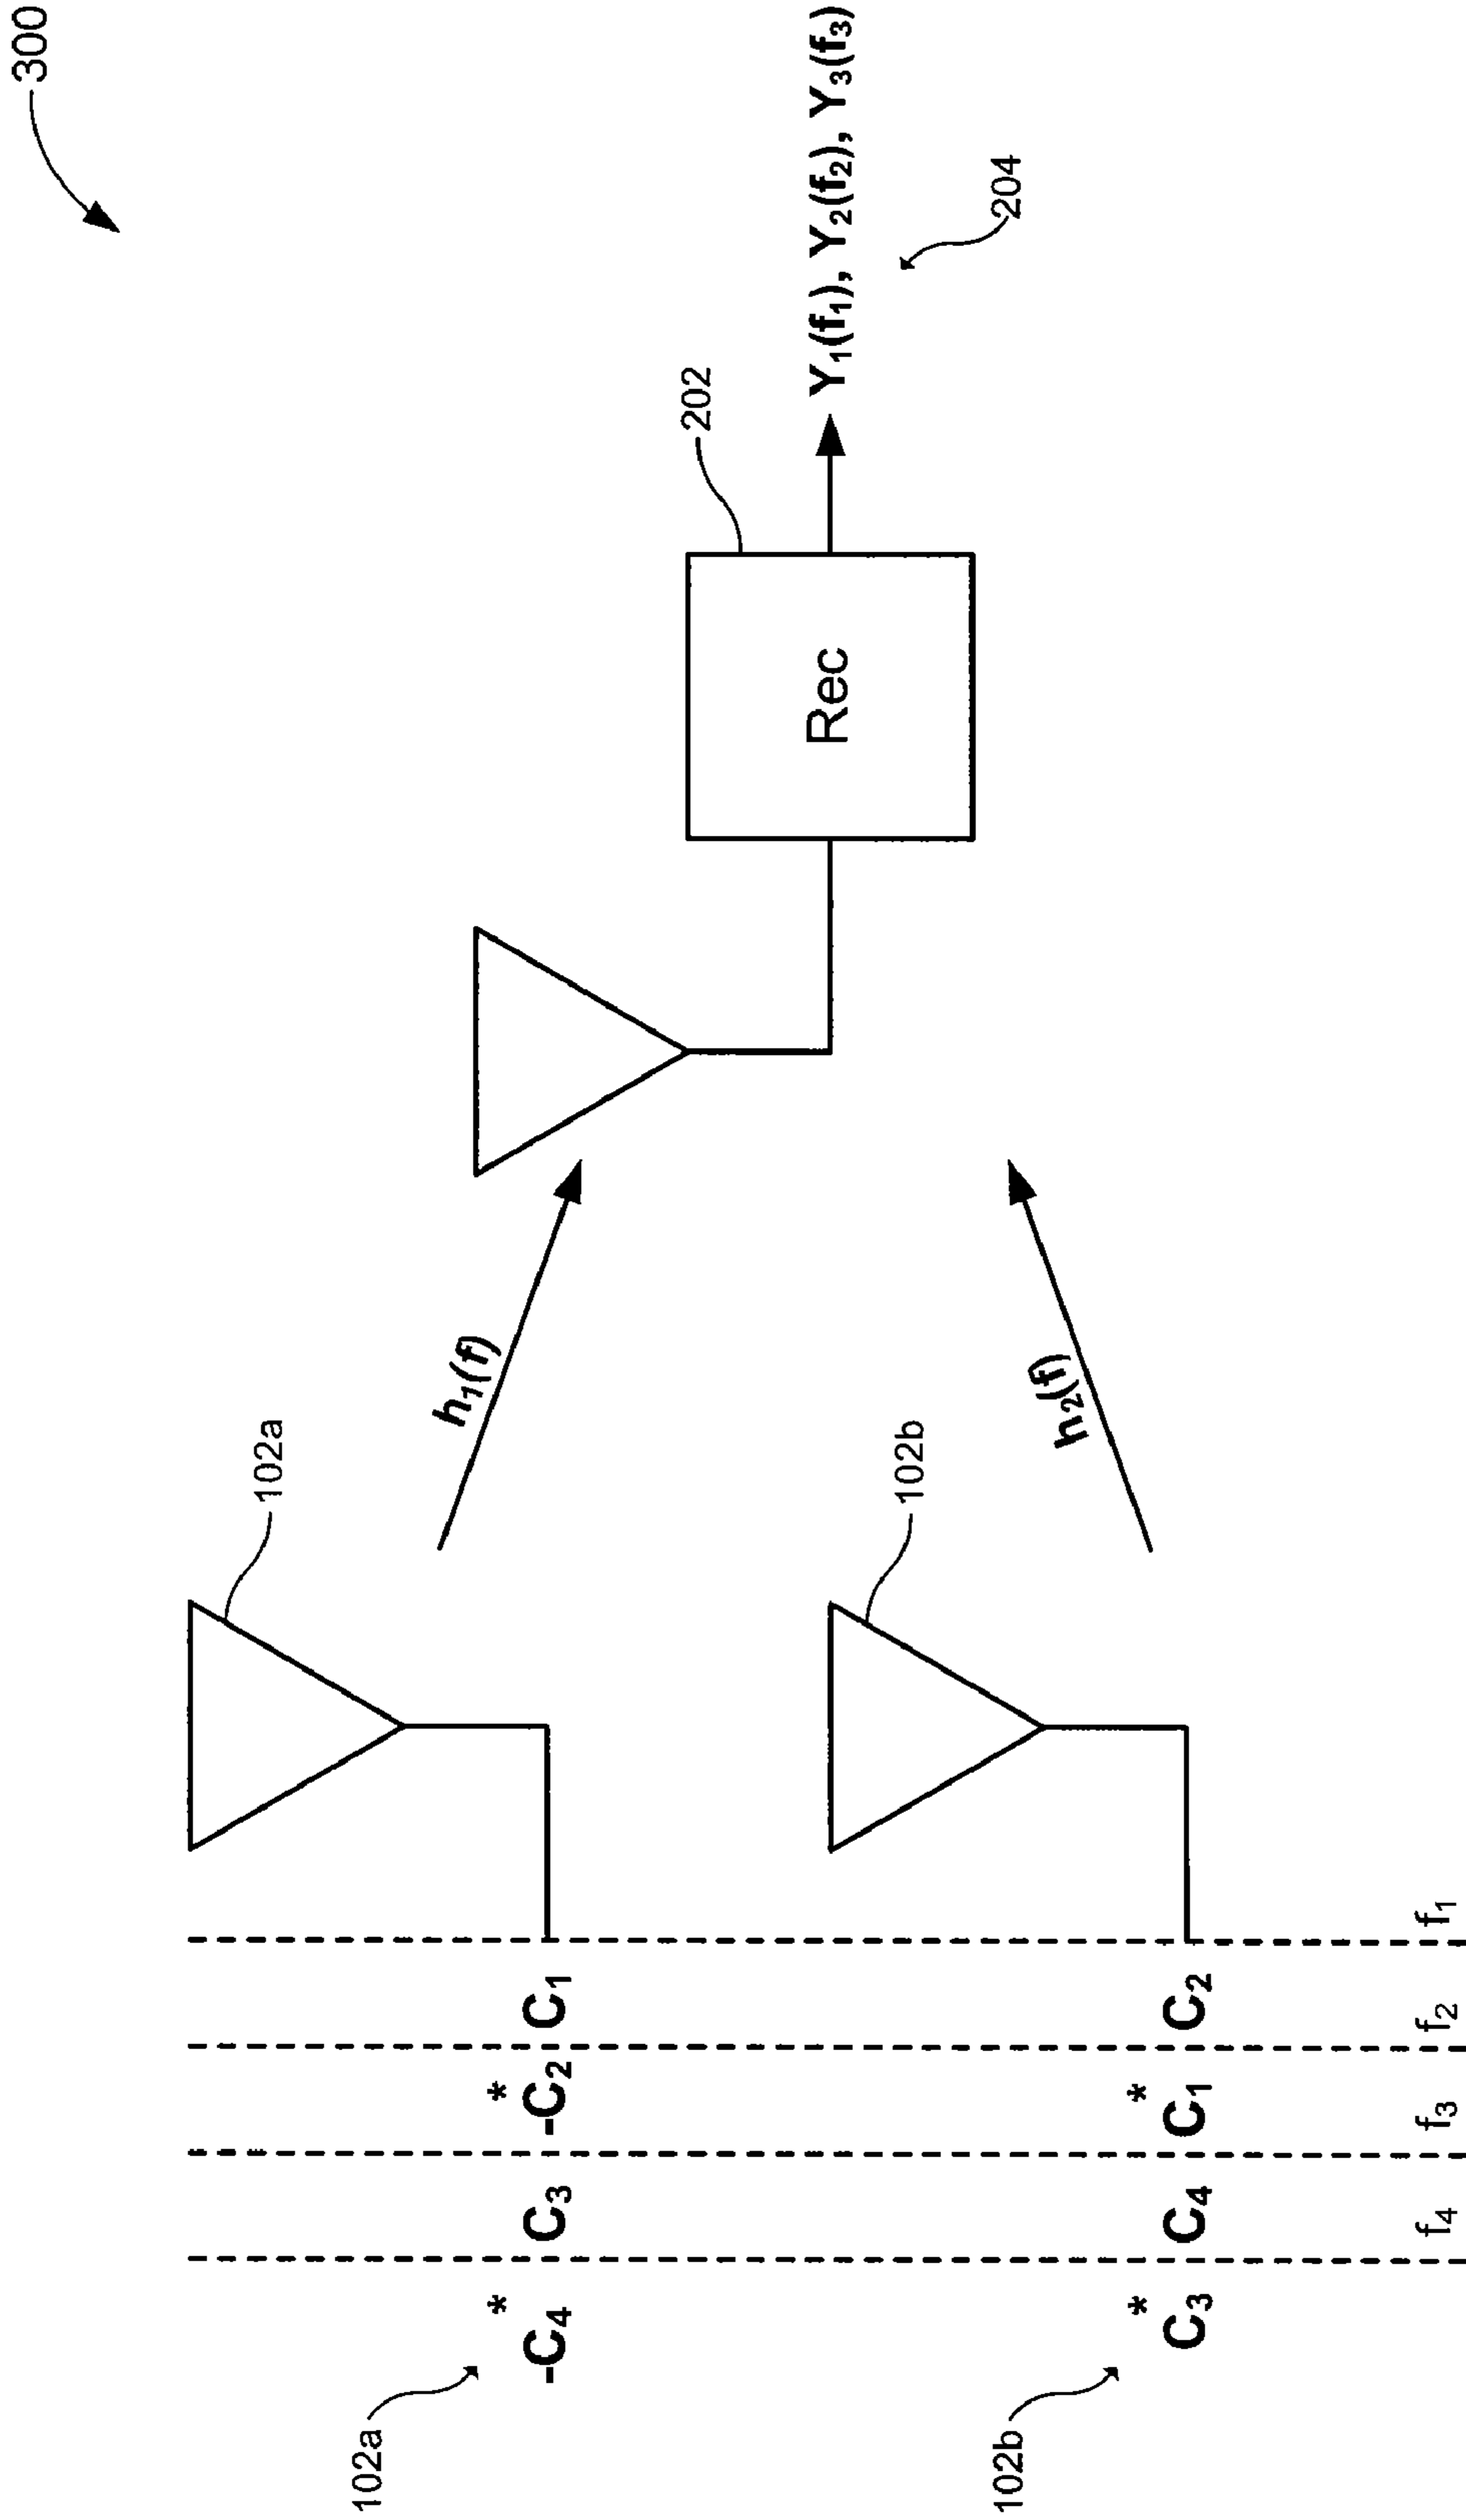 300
102a
-C₄* C₃ -C₂* C₁
102a
h₁(f)
202
Rec
Y₁(f₁), Y₂(f₂), Y₃(f₃)
204
102b
C₃* C₄ C₁* C₂
102b
h₂(f)
f₄ f₃ f₂ f₁